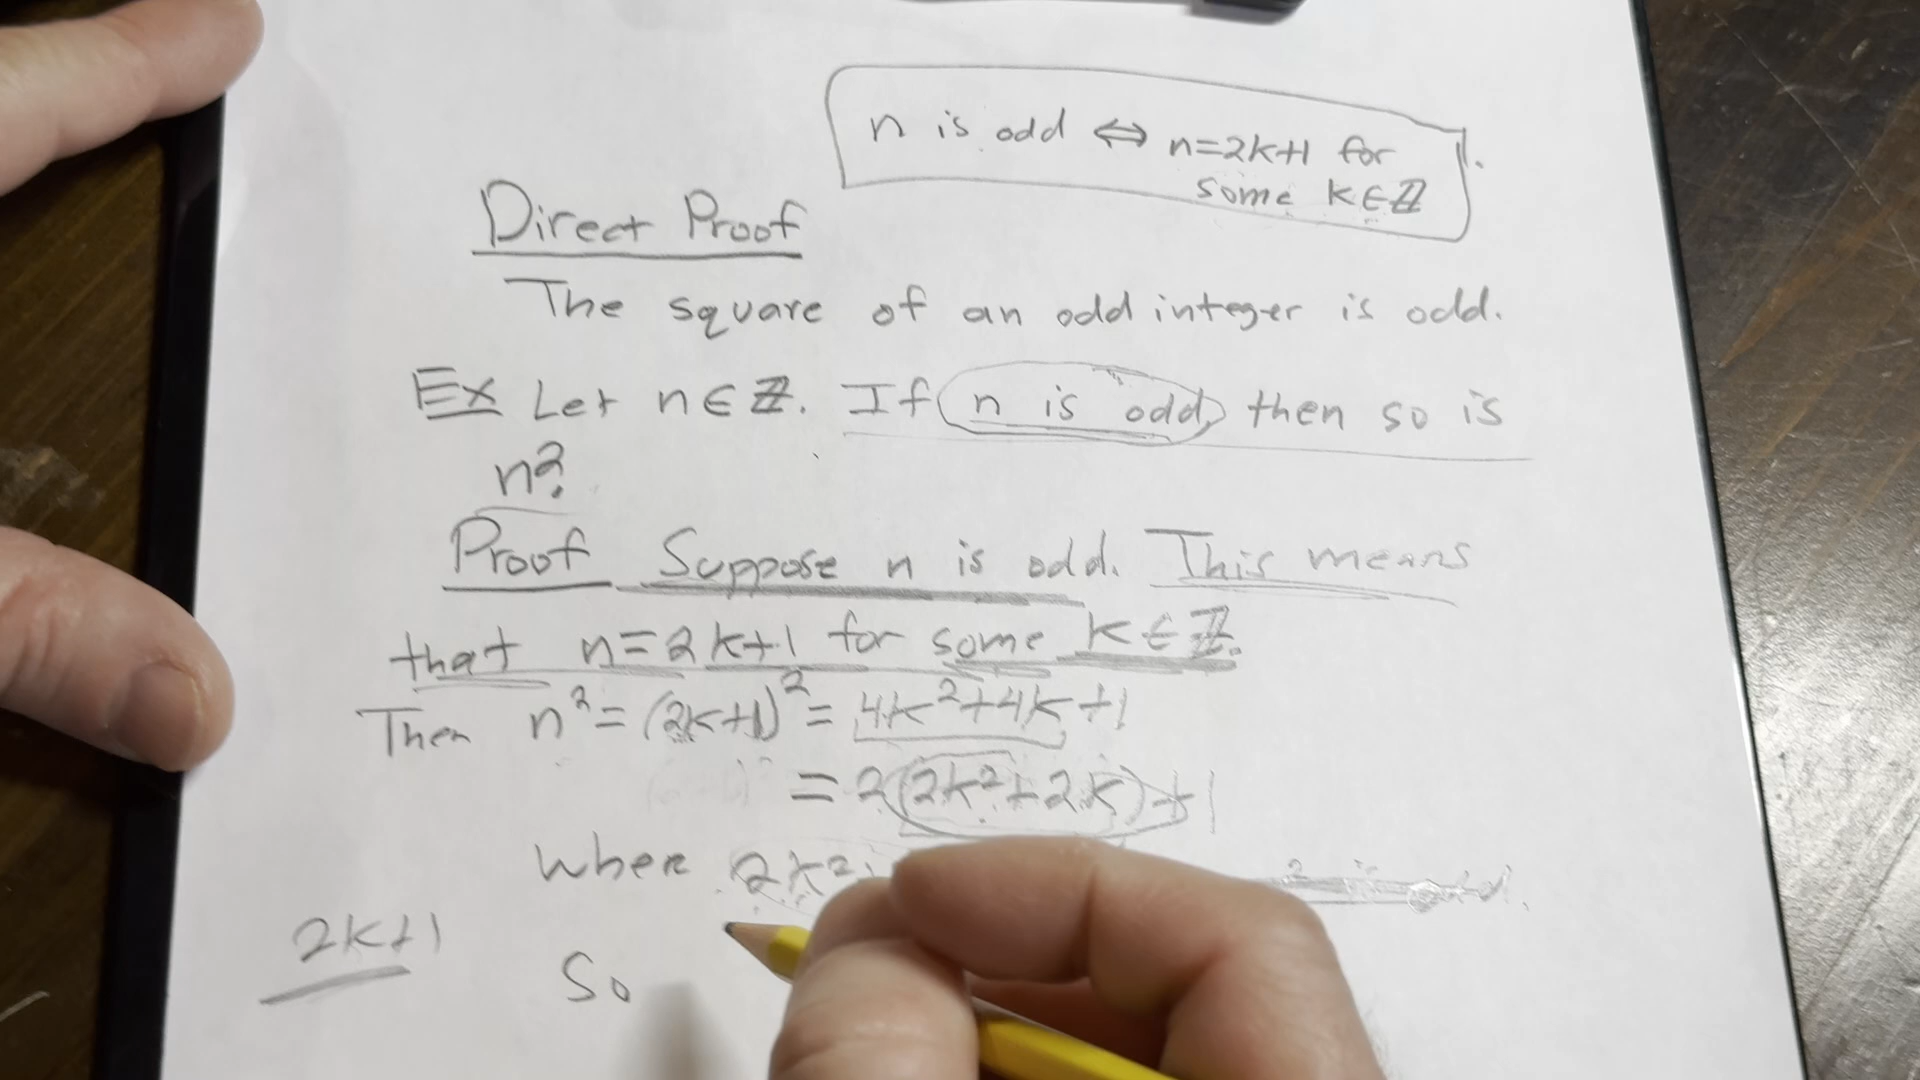 n is odd ⇔ n=2k+1 for
some k∈ℤ
Direct Proof
The square of an odd integer is odd.
Ex Let n∈ℤ. If n is odd, then so is
n².
Proof Suppose n is odd. This means
that n=2k+1 for some k∈ℤ.
Then n²=(2k+1)²=4k²+4k+1
=2(2k²+2k)+1
where 2k²
2k+1
So